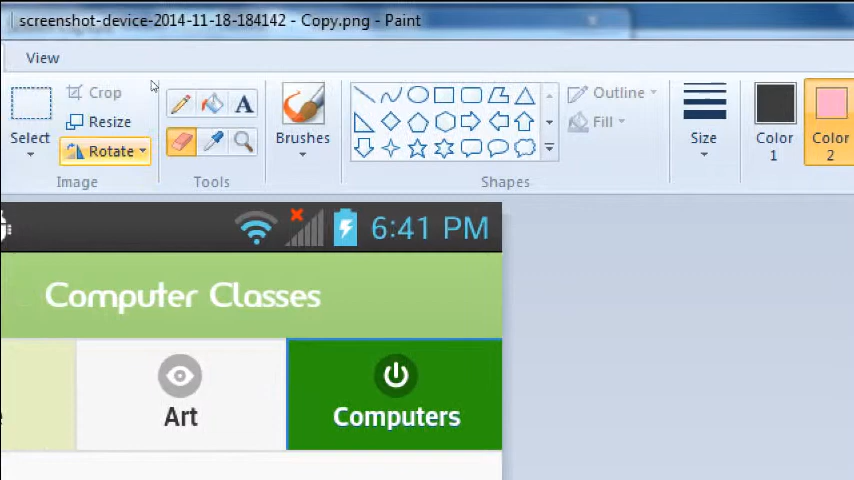 screenshot-device-2014-11-18-184142 - Copy.png - Paint
View
Crop
Resize
Rotate
Select
Image
A
Tools
Brushes
Shapes
Outline
Fill
Size
Color 1
Color 2
6:41 PM
Computer Classes
Art
Computers